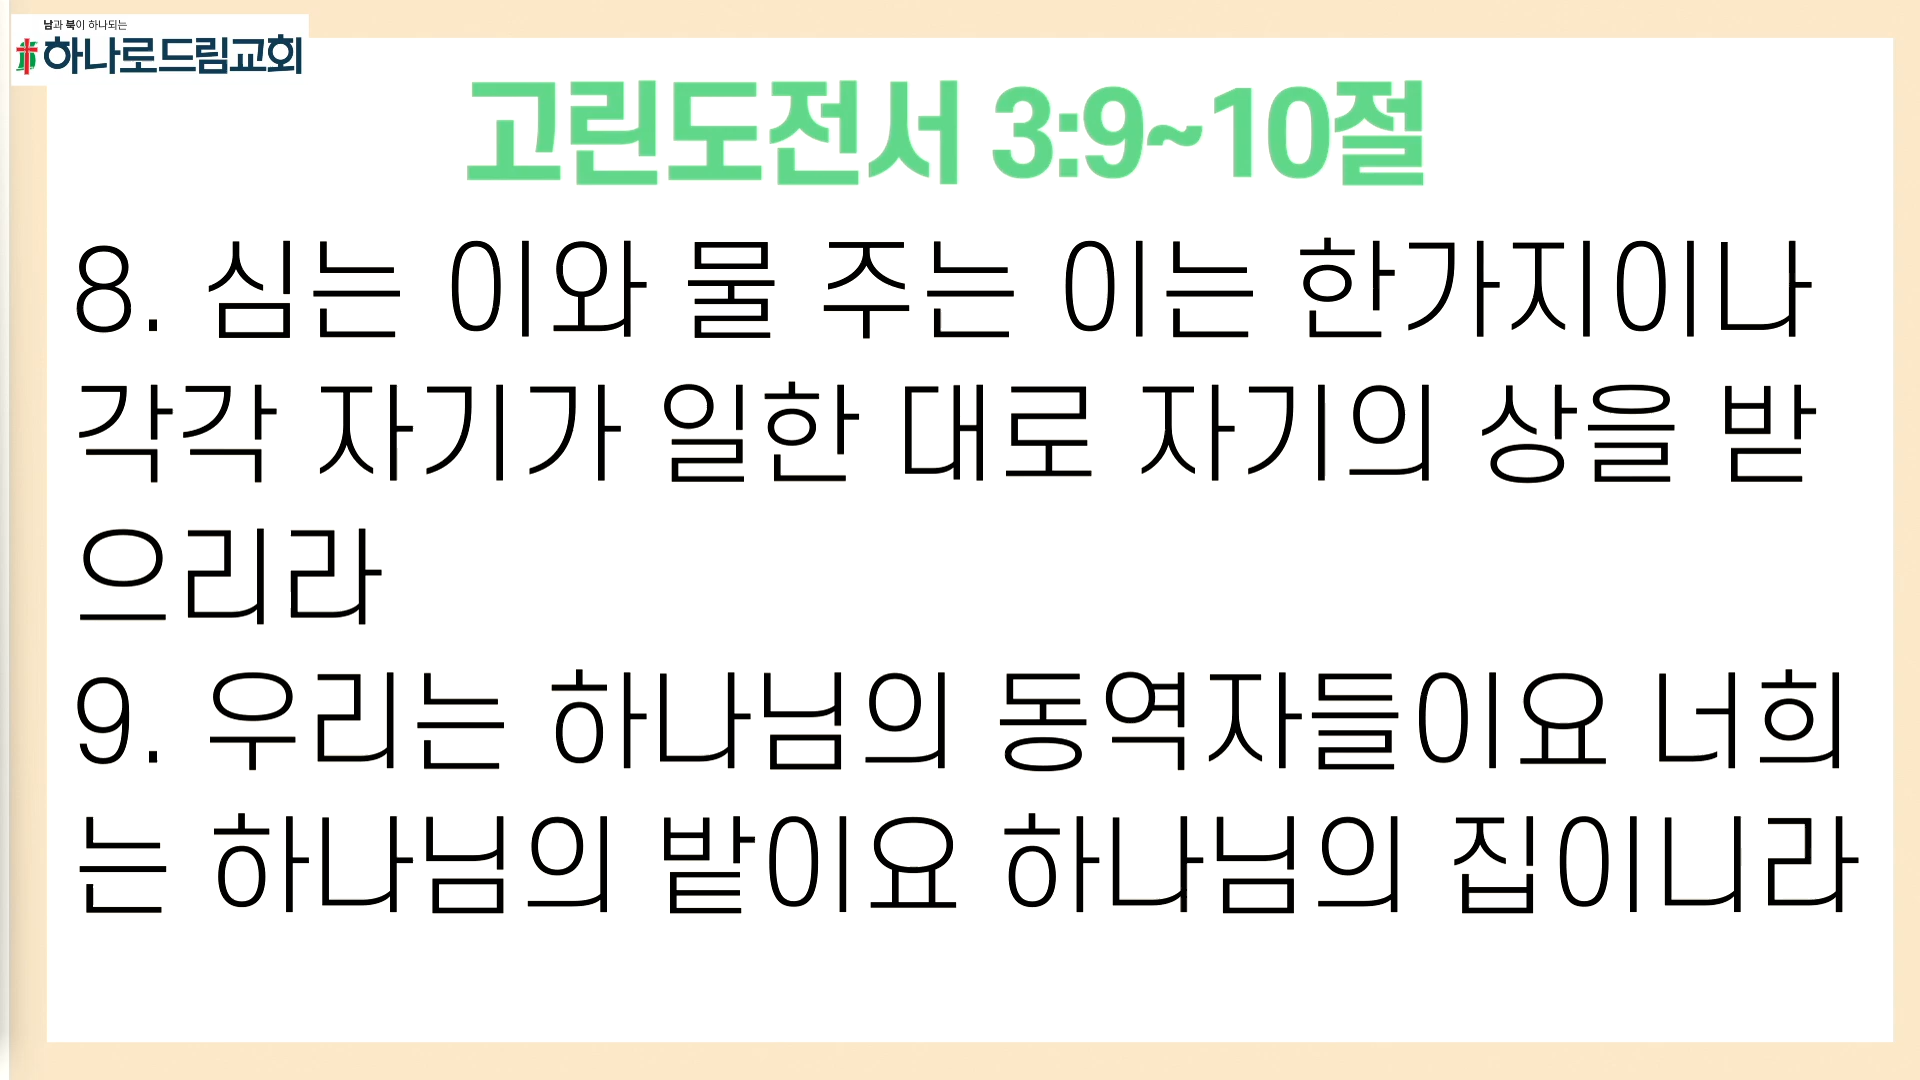 남과 북이 하나되는
하나로드림교회
고린도전서 3:9~10절
8. 심는 이와 물 주는 이는 한가지이나
각각 자기가 일한 대로 자기의 상을 받
으리라
9. 우리는 하나님의 동역자들이요 너희
는 하나님의 밭이요 하나님의 집이니라